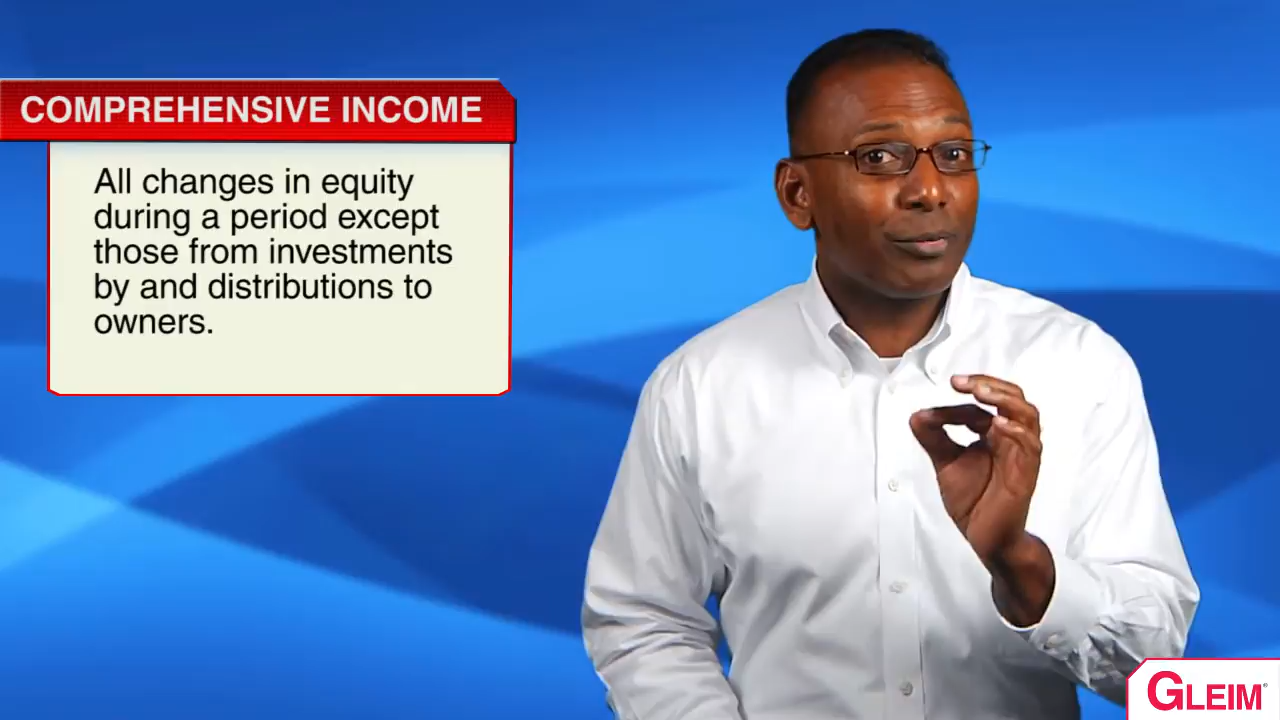 COMPREHENSIVE INCOME
All changes in equity
during a period except
those from investments
by and distributions to
owners.
GLEIM®